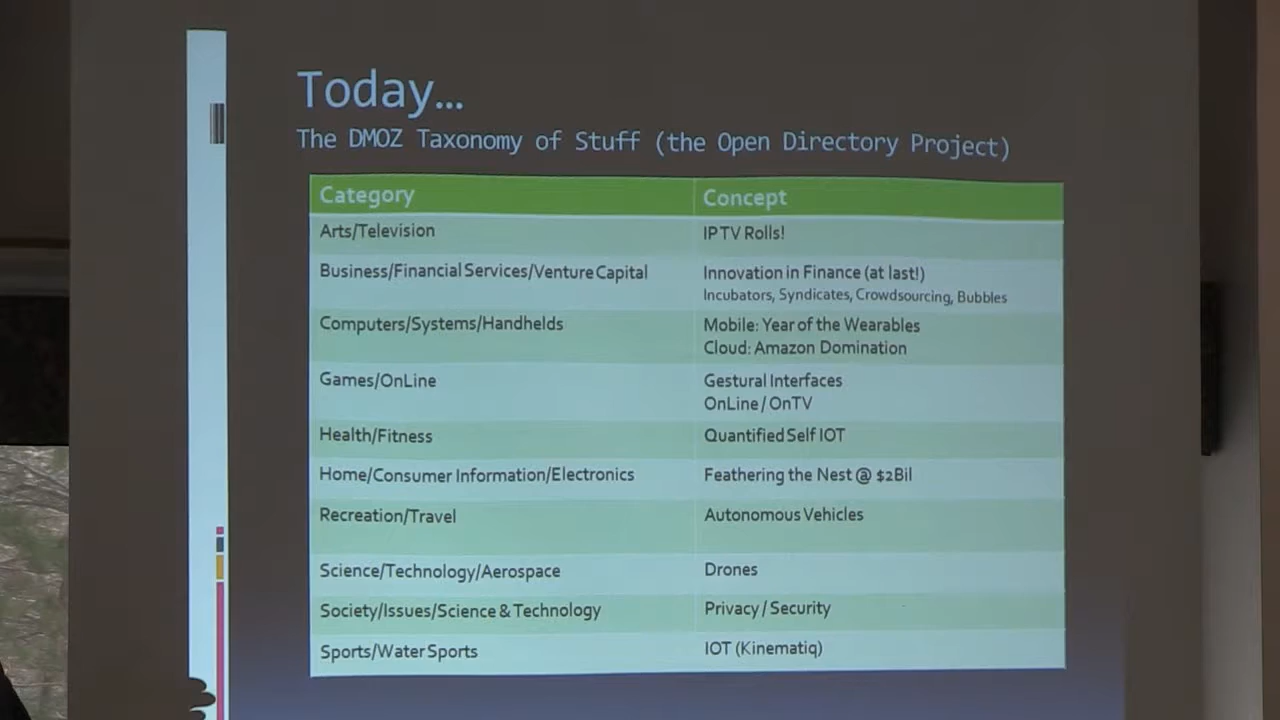 Today...
The DMOZ Taxonomy of Stuff (the Open Directory Project)
Category Concept
Arts/Television IPTV Rolls!
Business/Financial Services/Venture Capital Innovation in Finance (at last!)
Incubators, Syndicates, Crowdsourcing, Bubbles
Computers/Systems/Handhelds Mobile: Year of the Wearables
Cloud: Amazon Domination
Games/OnLine Gestural Interfaces
OnLine / OnTV
Health/Fitness Quantified Self IOT
Home/Consumer Information/Electronics Feathering the Nest @ $2Bil
Recreation/Travel Autonomous Vehicles
Science/Technology/Aerospace Drones
Society/Issues/Science & Technology Privacy / Security
Sports/Water Sports IOT (Kinematiq)